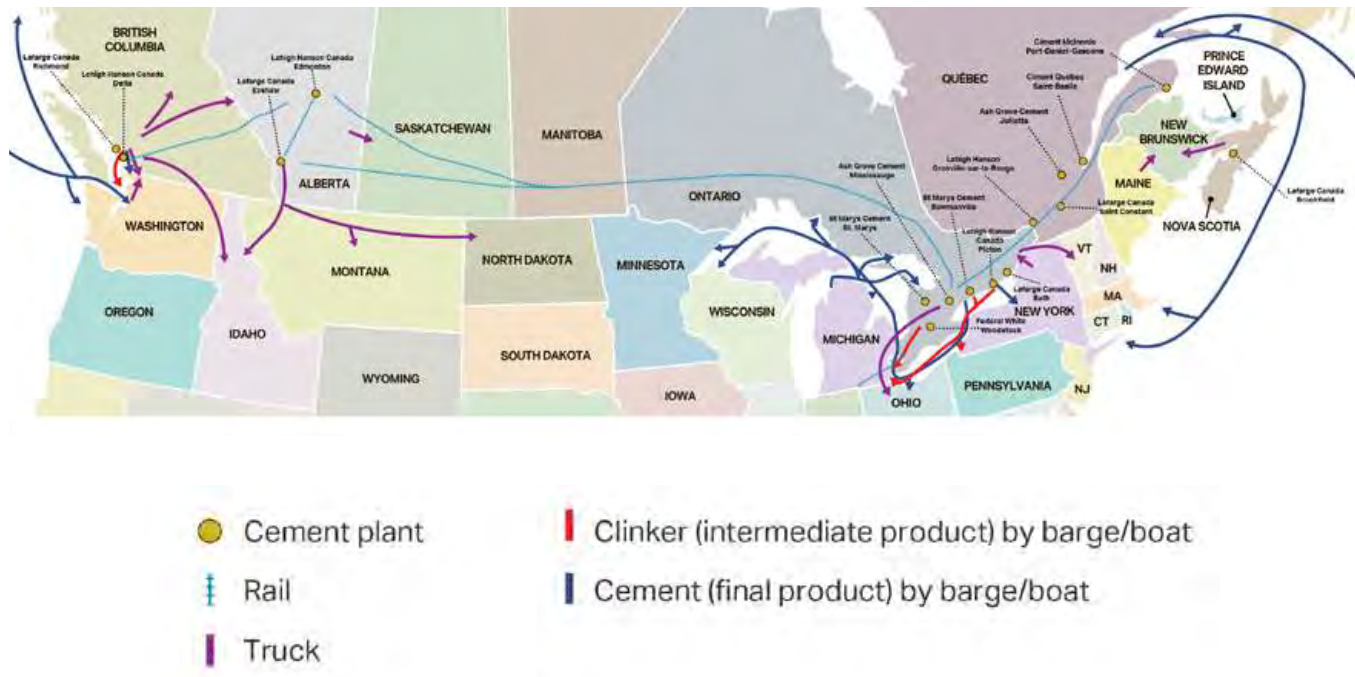 BRITISH
COLUMBIA
Lafarge Canada
Richmond
Lehigh Hanson Canada
Delta
Lafarge Canada
Exshaw
Lehigh Hanson Canada
Edmonton
ALBERTA
SASKATCHEWAN
MANITOBA
ONTARIO
QUÉBEC
Ciment McInnis
Port-Daniel-Gascons
Ciment Québec
Saint-Basile
Ash Grove Cement
Joliette
Lehigh Hanson
Grenville-sur-la-Rouge
Ash Grove Cement
Mississauga
St Marys Cement
Bowmanville
St Marys Cement
St. Marys
Lehigh Hanson
Canada
Picton
Lafarge Canada
Saint Constant
Lafarge Canada
Bath
Federal White
Woodstock
PRINCE
EDWARD
ISLAND
NEW
BRUNSWICK
Lafarge Canada
Brookfield
NOVA SCOTIA
MAINE
VT
NH
MA
CT
RI
NEW YORK
NJ
PENNSYLVANIA
OHIO
MICHIGAN
WISCONSIN
MINNESOTA
IOWA
NORTH DAKOTA
SOUTH DAKOTA
MONTANA
WYOMING
IDAHO
WASHINGTON
OREGON
Cement plant
Rail
Truck
Clinker (intermediate product) by barge/boat
Cement (final product) by barge/boat